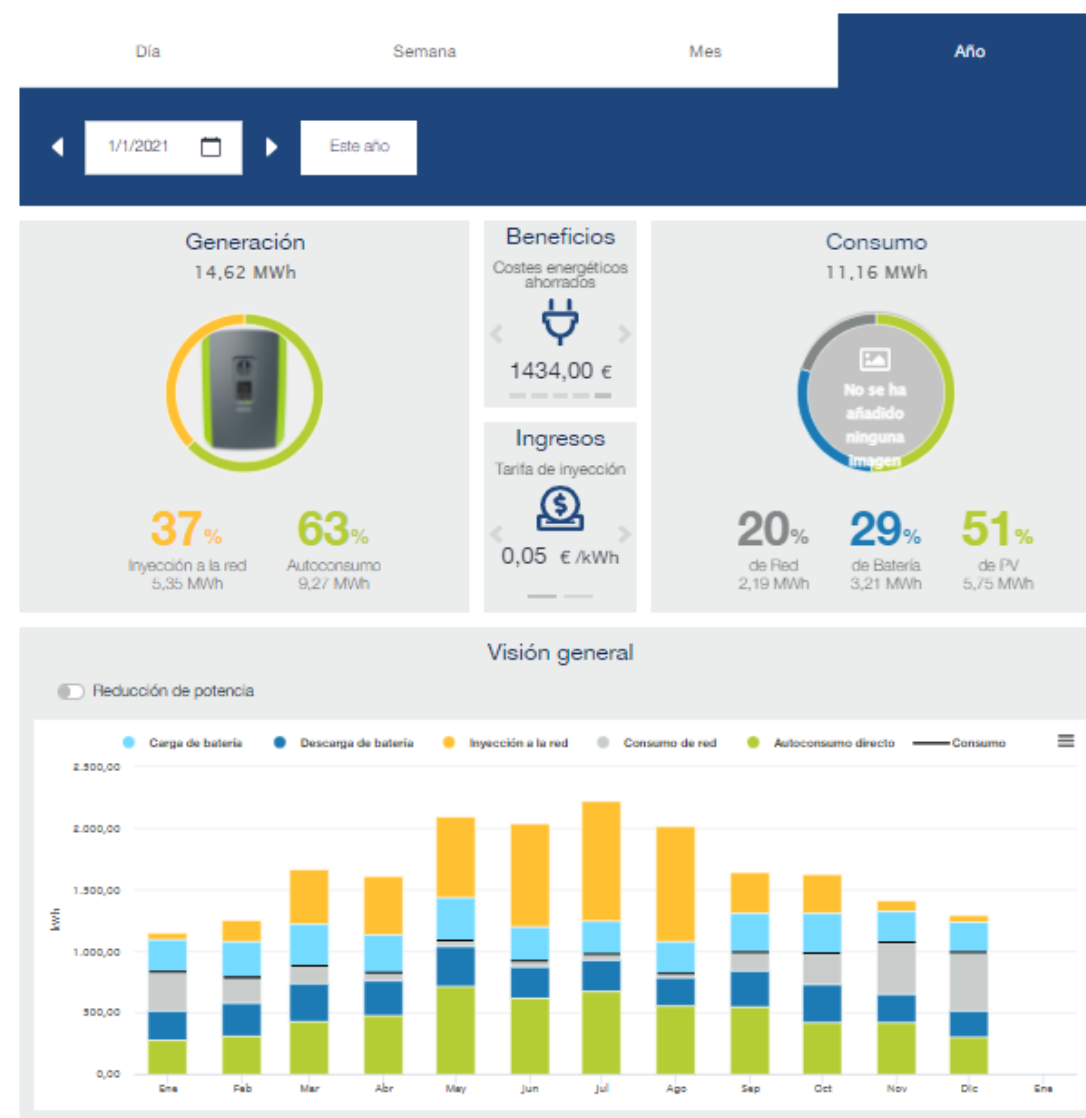 Día Semana Mes Año
1/1/2021 Este año
Generación
14,62 MWh
37%
Inyección a la red
5,35 MWh
63%
Autoconsumo
9,27 MWh
Beneficios
Costes energéticos
ahorrados
1434,00 €
Ingresos
Tarifa de inyección
0,05 €/kWh
Consumo
11,16 MWh
No se ha
añadido
ninguna
imagen
20%
de Red
2,19 MWh
29%
de Batería
3,21 MWh
51%
de PV
5,75 MWh
Visión general
Reducción de potencia
Carga de batería Descarga de batería Inyección a la red Consumo de red Autoconsumo directo Consumo
kWh
2.500,00
2.000,00
1.500,00
1.000,00
500,00
0,00
Ene Feb Mar Abr May Jun Jul Ago Sep Oct Nov Dic Ene